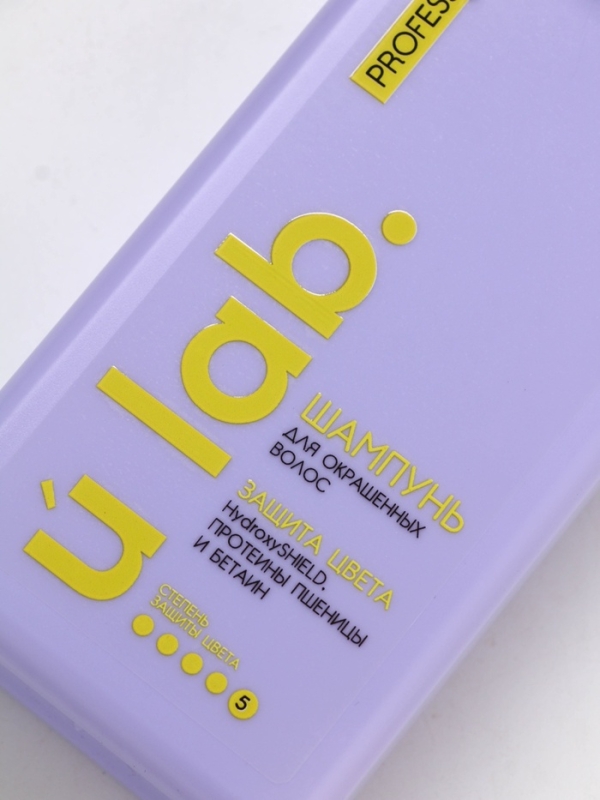 PROFESS
ú lab.
ШАМПУНЬ
ДЛЯ ОКРАШЕННЫХ
ВОЛОС
ЗАЩИТА ЦВЕТА
HydroxySHIELD,
ПРОТЕИНЫ ПШЕНИЦЫ
И БЕТАИН
СТЕПЕНЬ
ЗАЩИТЫ ЦВЕТА
5